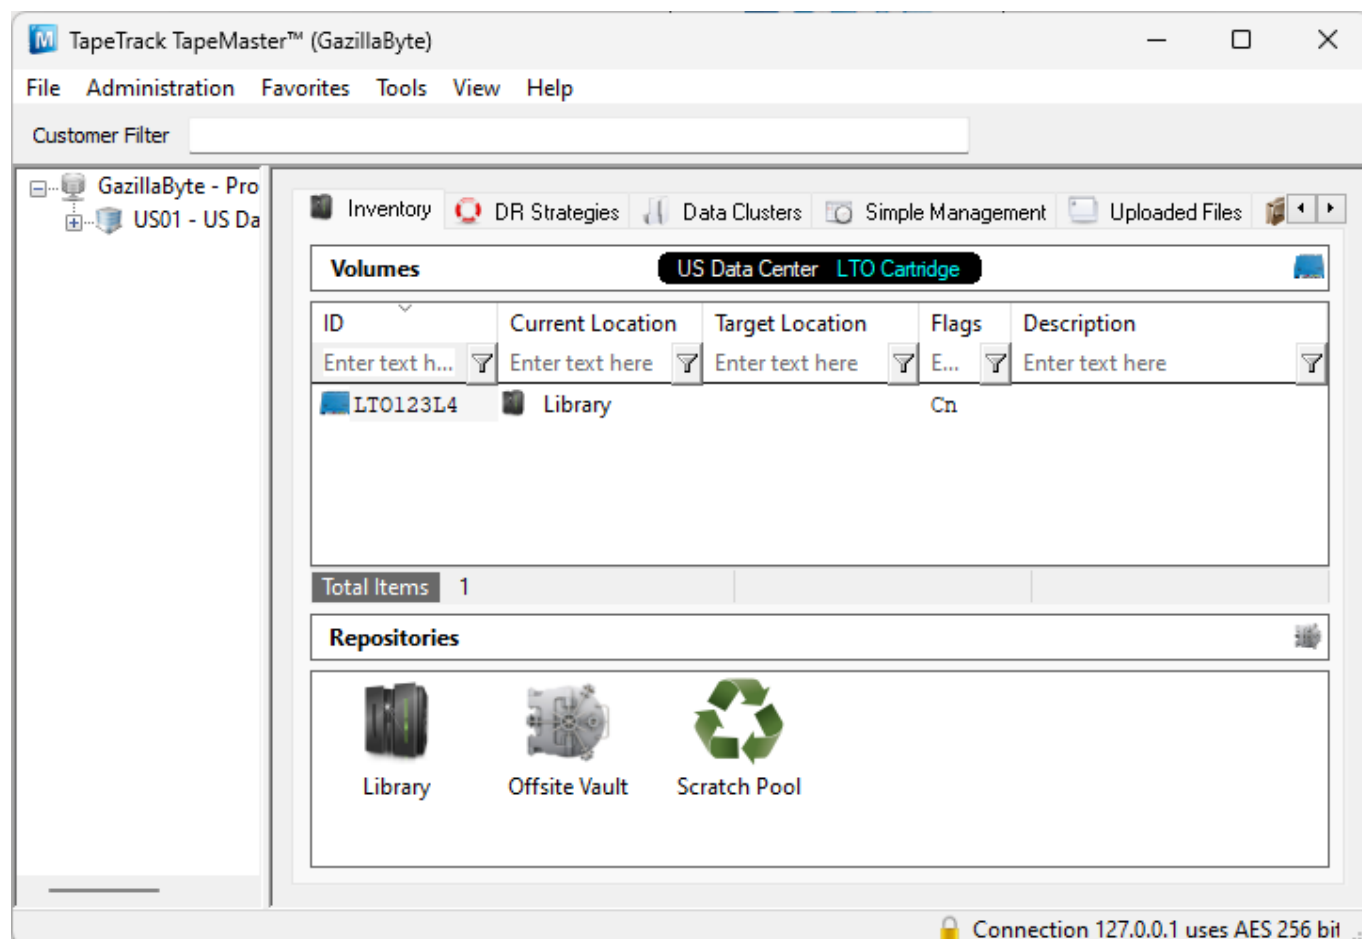 TapeTrack TapeMaster™ (GazillaByte)
File Administration Favorites Tools View Help
Customer Filter
GazillaByte - Pro
US01 - US Da
Inventory DR Strategies Data Clusters Simple Management Uploaded Files
Volumes US Data Center LTO Cartridge
ID Current Location Target Location Flags Description
Enter text h... Enter text here Enter text here E... Enter text here
LTO123L4 Library Cn
Total Items 1
Repositories
Library Offsite Vault Scratch Pool
Connection 127.0.0.1 uses AES 256 bit